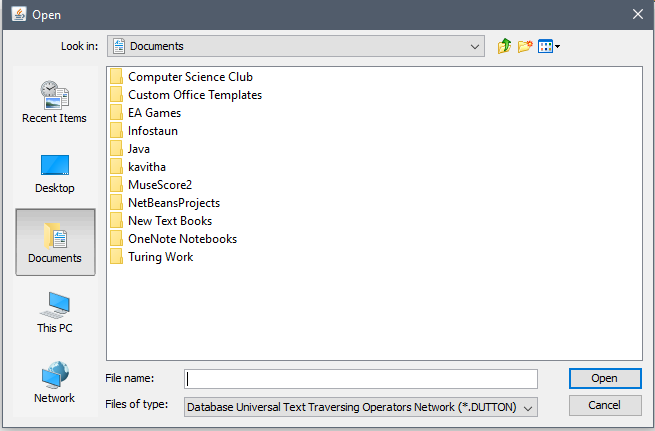 Open
Look in:
Documents
Recent Items
Desktop
Documents
This PC
Network
Computer Science Club
Custom Office Templates
EA Games
Infostaun
Java
kavitha
MuseScore2
NetBeansProjects
New Text Books
OneNote Notebooks
Turing Work
File name:
Open
Files of type:
Database Universal Text Traversing Operators Network (*.DUTTON)
Cancel